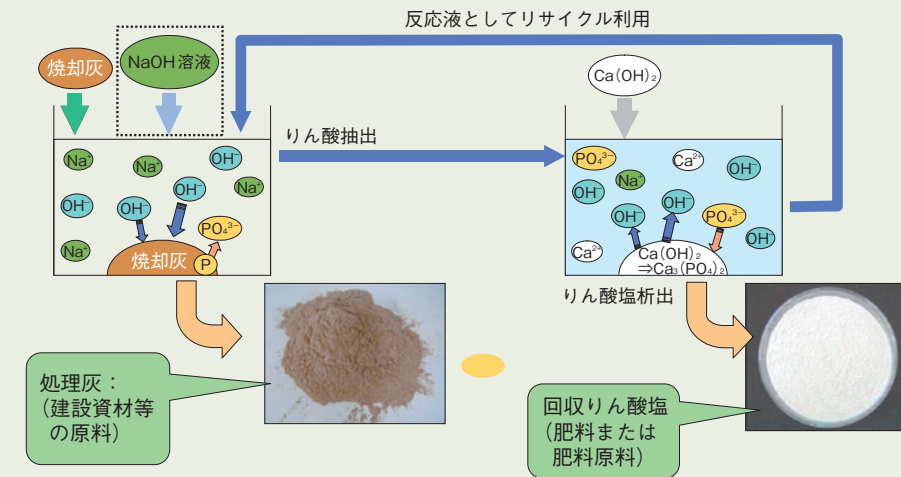 反応液としてリサイクル利用
焼却灰
NaOH溶液
Ca(OH)₂
りん酸抽出
Na⁺
Na⁺
OH⁻
Na⁺
OH⁻
OH⁻
OH⁻
PO₄³⁻
Na⁺
焼却灰
P
PO₄³⁻
Ca²⁺
OH⁻
OH⁻
Na⁺
OH⁻
OH⁻
PO₄³⁻
OH⁻
Ca²⁺
Ca(OH)₂
⇒Ca₃(PO₄)₂
りん酸塩析出
処理灰：
(建設資材等
の原料)
回収りん酸塩
(肥料または
肥料原料)